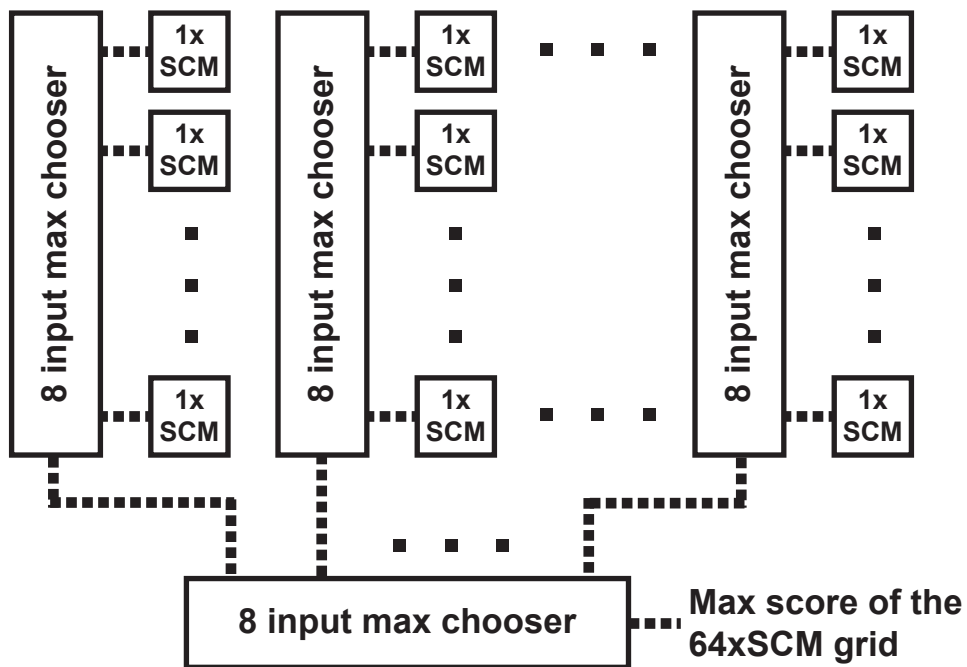 8 input max chooser
1x
SCM
1x
SCM
1x
SCM
8 input max chooser
1x
SCM
1x
SCM
1x
SCM
8 input max chooser
1x
SCM
1x
SCM
1x
SCM
8 input max chooser
Max score of the
64xSCM grid